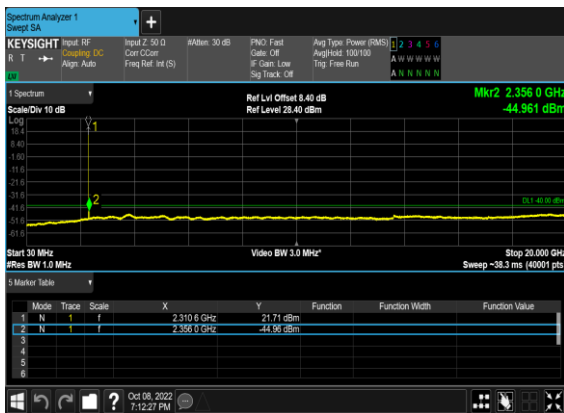 Spectrum Analyzer 1
Swept SA
KEYSIGHT Input: RF Input Z: 50 Ω #Atten: 30 dB PNO: Fast Avg Type: Power (RMS) 1 2 3 4 5 6
R T Coupling: DC Corr CCorr Gate: Off Avg|Hold: 100/100 A W W W W W
Align: Auto Freq Ref: Int (S) IF Gain: Low Trig: Free Run
Sig Track: Off A N N N N N
1 Spectrum Ref Lvl Offset 8.40 dB Mkr2 2.356 0 GHz
Scale/Div 10 dB Ref Level 28.40 dBm -44.961 dBm
Log
18.4
8.40
-1.60
-11.6
-21.6
-31.6
-41.6
-51.6
-61.6
1
2
DL1 -40.00 dBm
Start 30 MHz Video BW 3.0 MHz* Stop 20.000 GHz
#Res BW 1.0 MHz Sweep ~38.3 ms (40001 pts
5 Marker Table
Mode Trace Scale X Y Function Function Width Function Value
1 N 1 f 2.310 6 GHz 21.71 dBm
2 N 1 f 2.356 0 GHz -44.96 dBm
3
4
5
6
? Oct 08, 2022
7:12:27 PM